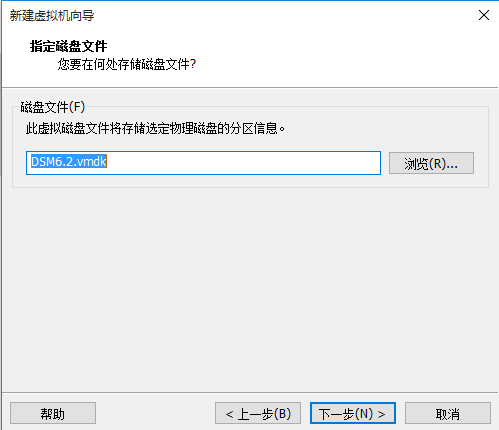 新建虚拟机向导
指定磁盘文件
您要在何处存储磁盘文件?
磁盘文件(F)
此虚拟磁盘文件将存储选定物理磁盘的分区信息。
DSM6.2.vmdk
浏览(R)...
帮助
< 上一步(B)
下一步(N) >
取消